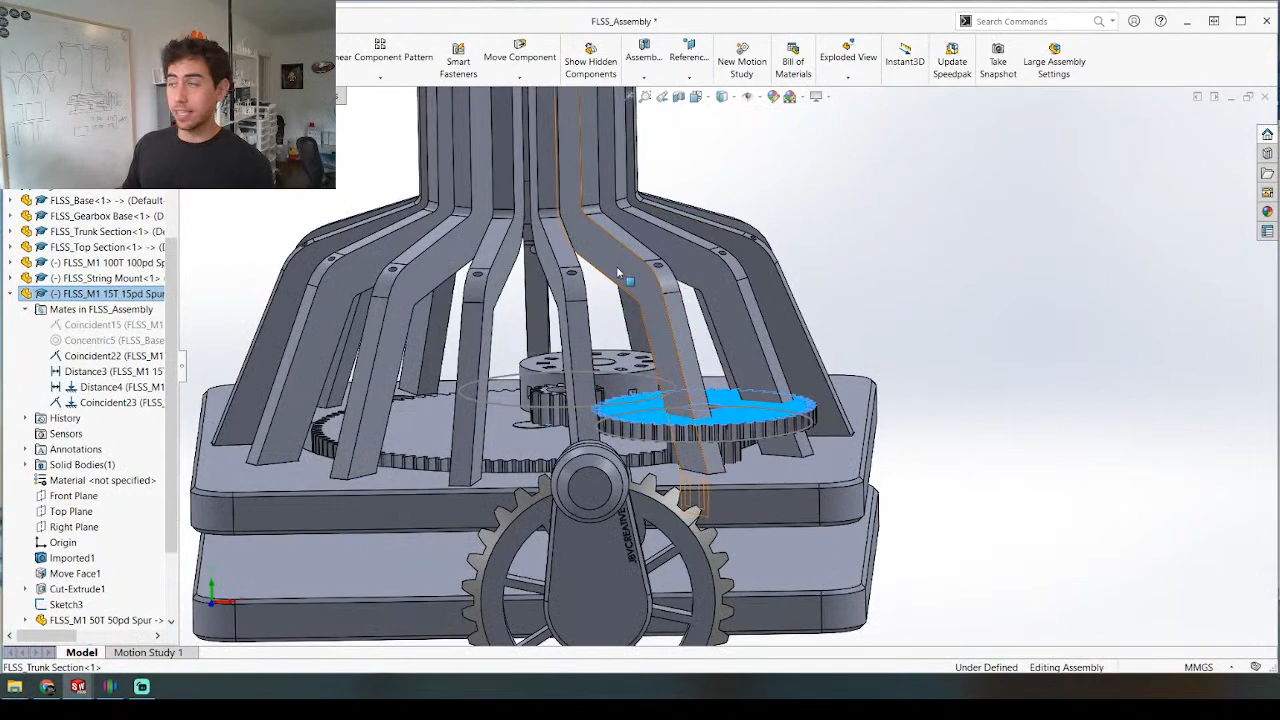 FLSS_Assembly *
Search Commands
near Component Pattern
Smart Fasteners
Move Component
Show Hidden Components
Assemb...
Referenc...
New Motion Study
Bill of Materials
Exploded View
Instant3D
Update Speedpak
Take Snapshot
Large Assembly Settings
FLSS_Base<1> -> (Default-
FLSS_Gearbox Base<1> (D
FLSS_Trunk Section<1> (D
FLSS_Top Section<1> -> (D
(-) FLSS_M1 100T 100pd Sp
(-) FLSS_String Mount<1> (
(-) FLSS_M1 15T 15pd Spur
Mates in FLSS_Assembly
Coincident15 (FLSS_M1
Concentric5 (FLSS_M1
Coincident22 (FLSS_M1
Distance3 (FLSS_M1 15
Distance4 (FLSS_M1
Coincident23 (FLSS_
History
Sensors
Annotations
Solid Bodies(1)
Material <not specified>
Front Plane
Top Plane
Right Plane
Origin
Imported1
Move Face1
Cut-Extrude1
Sketch3
FLSS_M1 50T 50pd Spur ->
JBVCREATIVE
Model
Motion Study 1
FLSS_Trunk Section<1>
Under Defined
Editing Assembly
MMGS